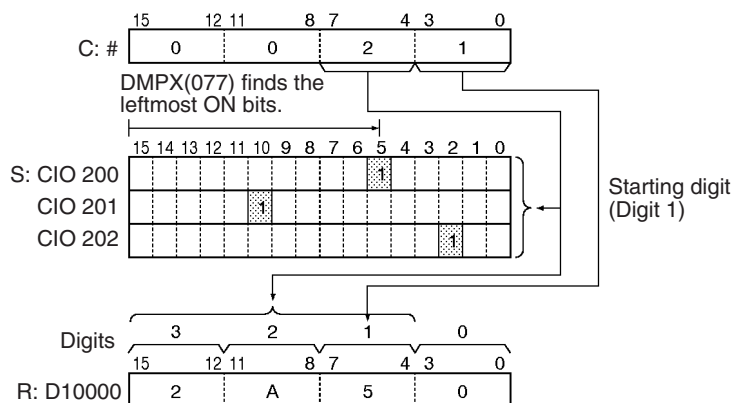 15 12 11 8 7 4 3 0
C: # 0 0 2 1
DMPX(077) finds the
leftmost ON bits.
15 14 13 12 11 10 9 8 7 6 5 4 3 2 1 0
S: CIO 200 1
CIO 201 1
CIO 202 1
Starting digit
(Digit 1)
Digits 3 2 1 0
15 12 11 8 7 4 3 0
R: D10000 2 A 5 0